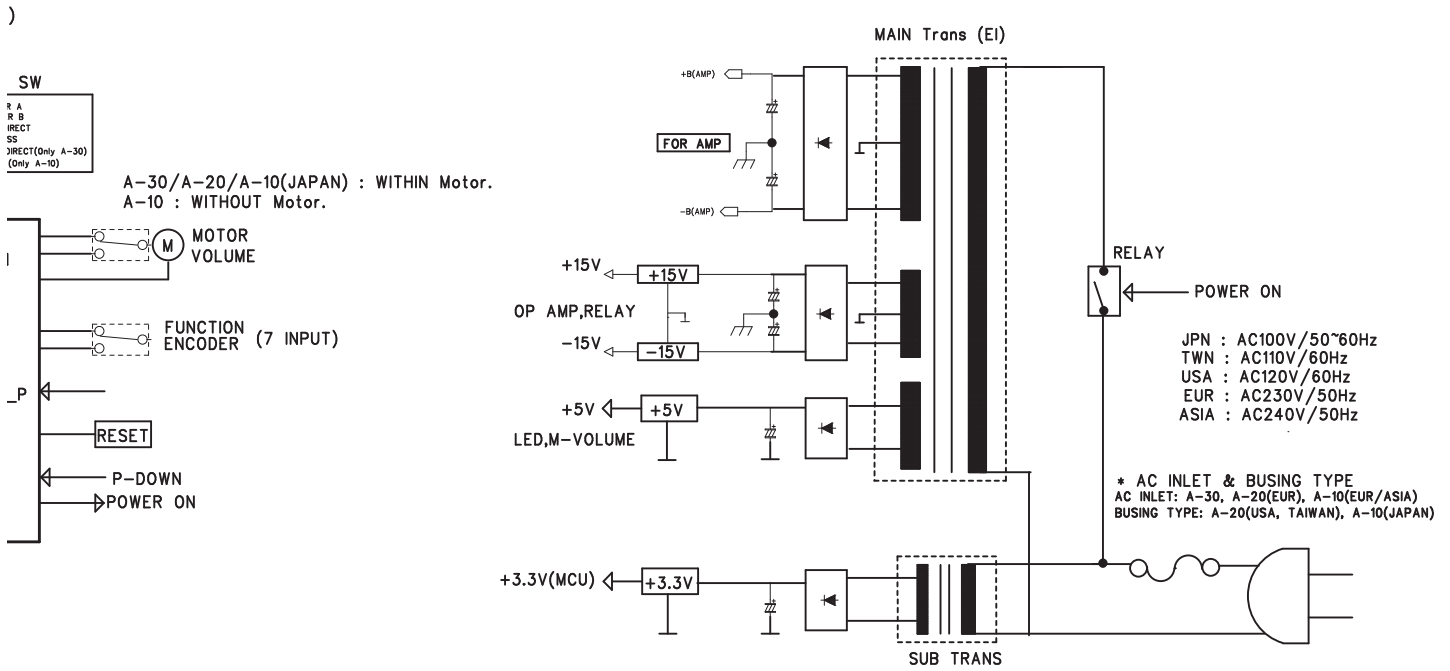 )
SW
R A
R B
IRECT
SS
DIRECT(Only A-30)
(Only A-10)
A-30/A-20/A-10(JAPAN) : WITHIN Motor.
A-10 : WITHOUT Motor.
M
MOTOR
VOLUME
FUNCTION
ENCODER
(7 INPUT)
_P
RESET
P-DOWN
POWER ON
MAIN Trans (EI)
+B(AMP)
+
FOR AMP
+
-B(AMP)
+15V
+15V
+
OP AMP,RELAY
+
-15V
-15V
+5V
+5V
+
LED,M-VOLUME
+3.3V(MCU)
+3.3V
+
SUB TRANS
RELAY
POWER ON
JPN : AC100V/50~60Hz
TWN : AC110V/60Hz
USA : AC120V/60Hz
EUR : AC230V/50Hz
ASIA : AC240V/50Hz
* AC INLET & BUSING TYPE
AC INLET: A-30, A-20(EUR), A-10(EUR/ASIA)
BUSING TYPE: A-20(USA, TAIWAN), A-10(JAPAN)